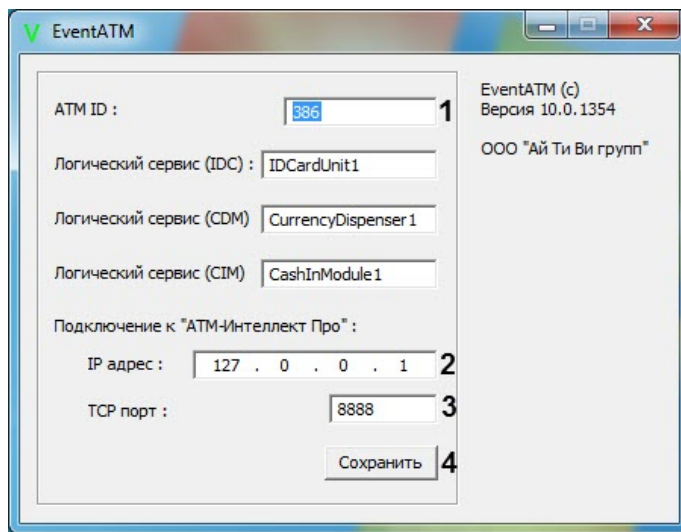 EventATM
ATM ID : 386 1
EventATM (c)
Версия 10.0.1354
ООО "Ай Ти Ви групп"
Логический сервис (IDC) : IDCardUnit1
Логический сервис (CDM) CurrencyDispenser1
Логический сервис (CIM) CashInModule1
Подключение к "ATM-Интеллект Про" :
IP адрес : 127 . 0 . 0 . 1 2
TCP порт : 8888 3
Сохранить 4